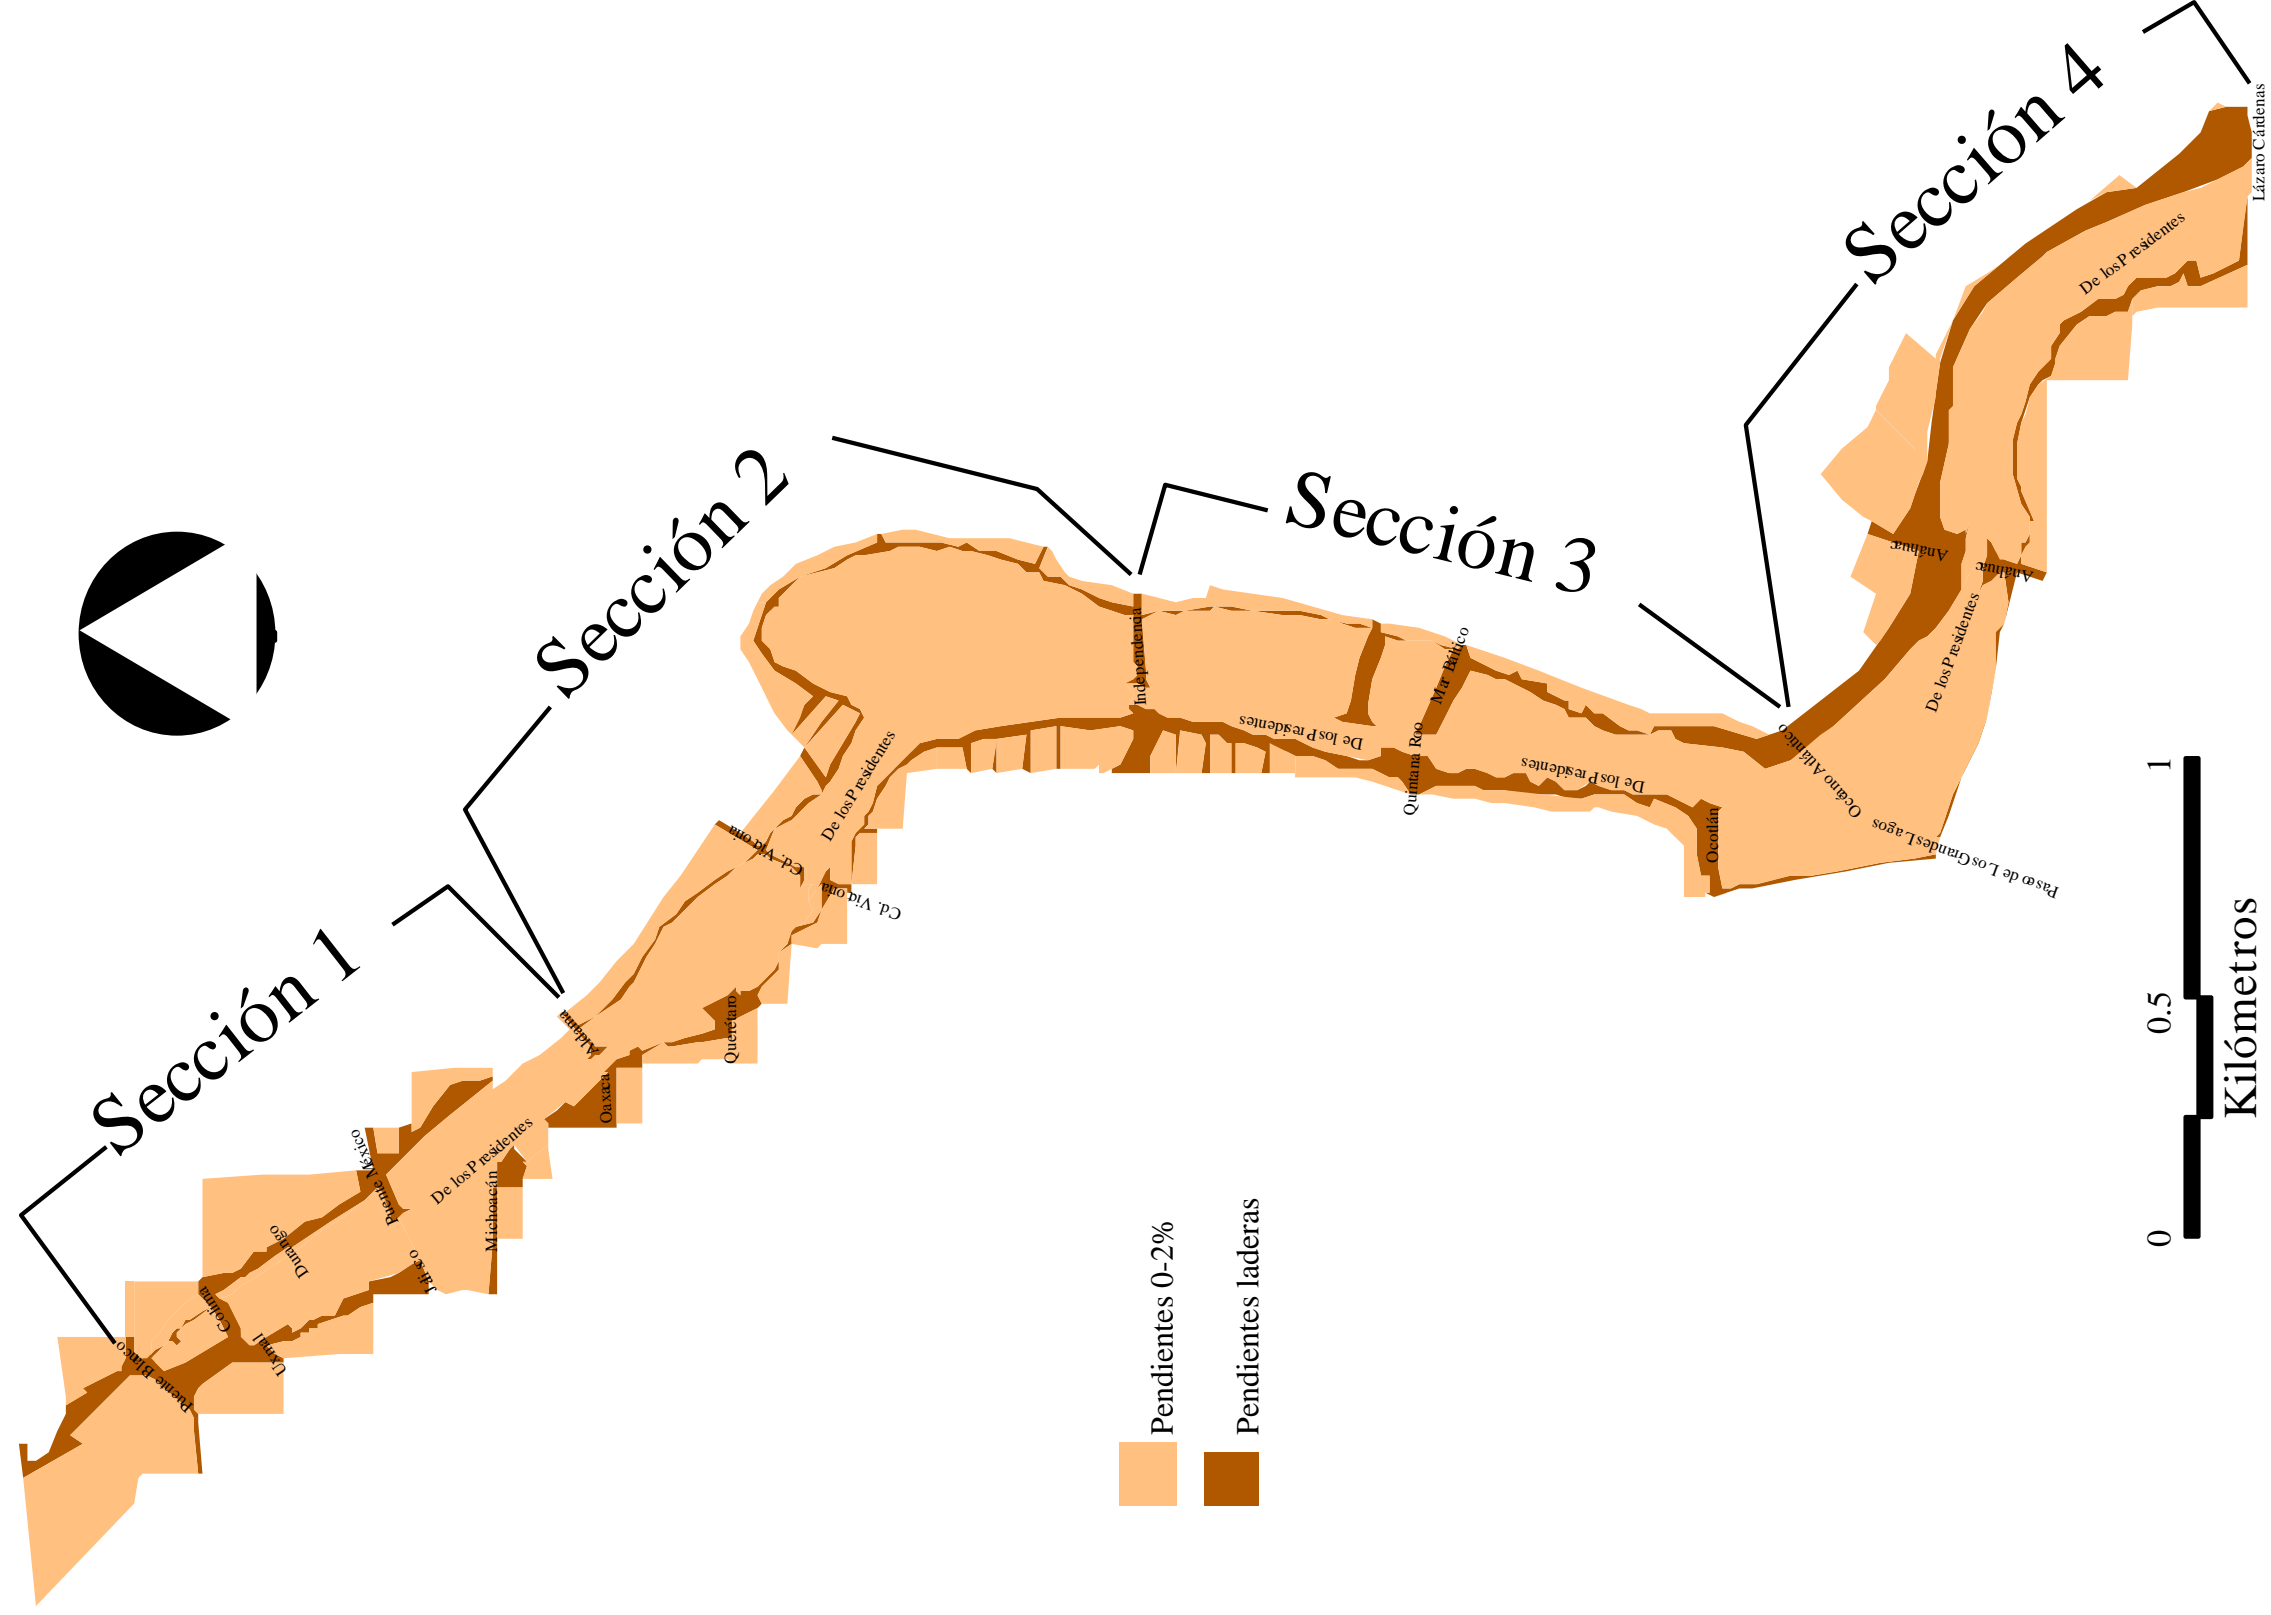 Sección 1
Sección 2
Sección 3
Sección 4
Lázaro Cárdenas
De los Presidentes
Anáhuac
Anáhuac
De los Presidentes
Océano Atlántico
Paseo de Los Grandes Lagos
Ocotlán
De los Presidentes
Mar Báltico
Quintana Roo
De los Presidentes
Independencia
De los Presidentes
Cd. Victoria
Cd. Victoria
Querétaro
Aldama
Oaxaca
De los Presidentes
Michoacán
Puente México
Jalisco
Durango
Colima
Uxmal
Puente Blanco
Pendientes 0-2%
Pendientes laderas
0
0.5
1
Kilómetros